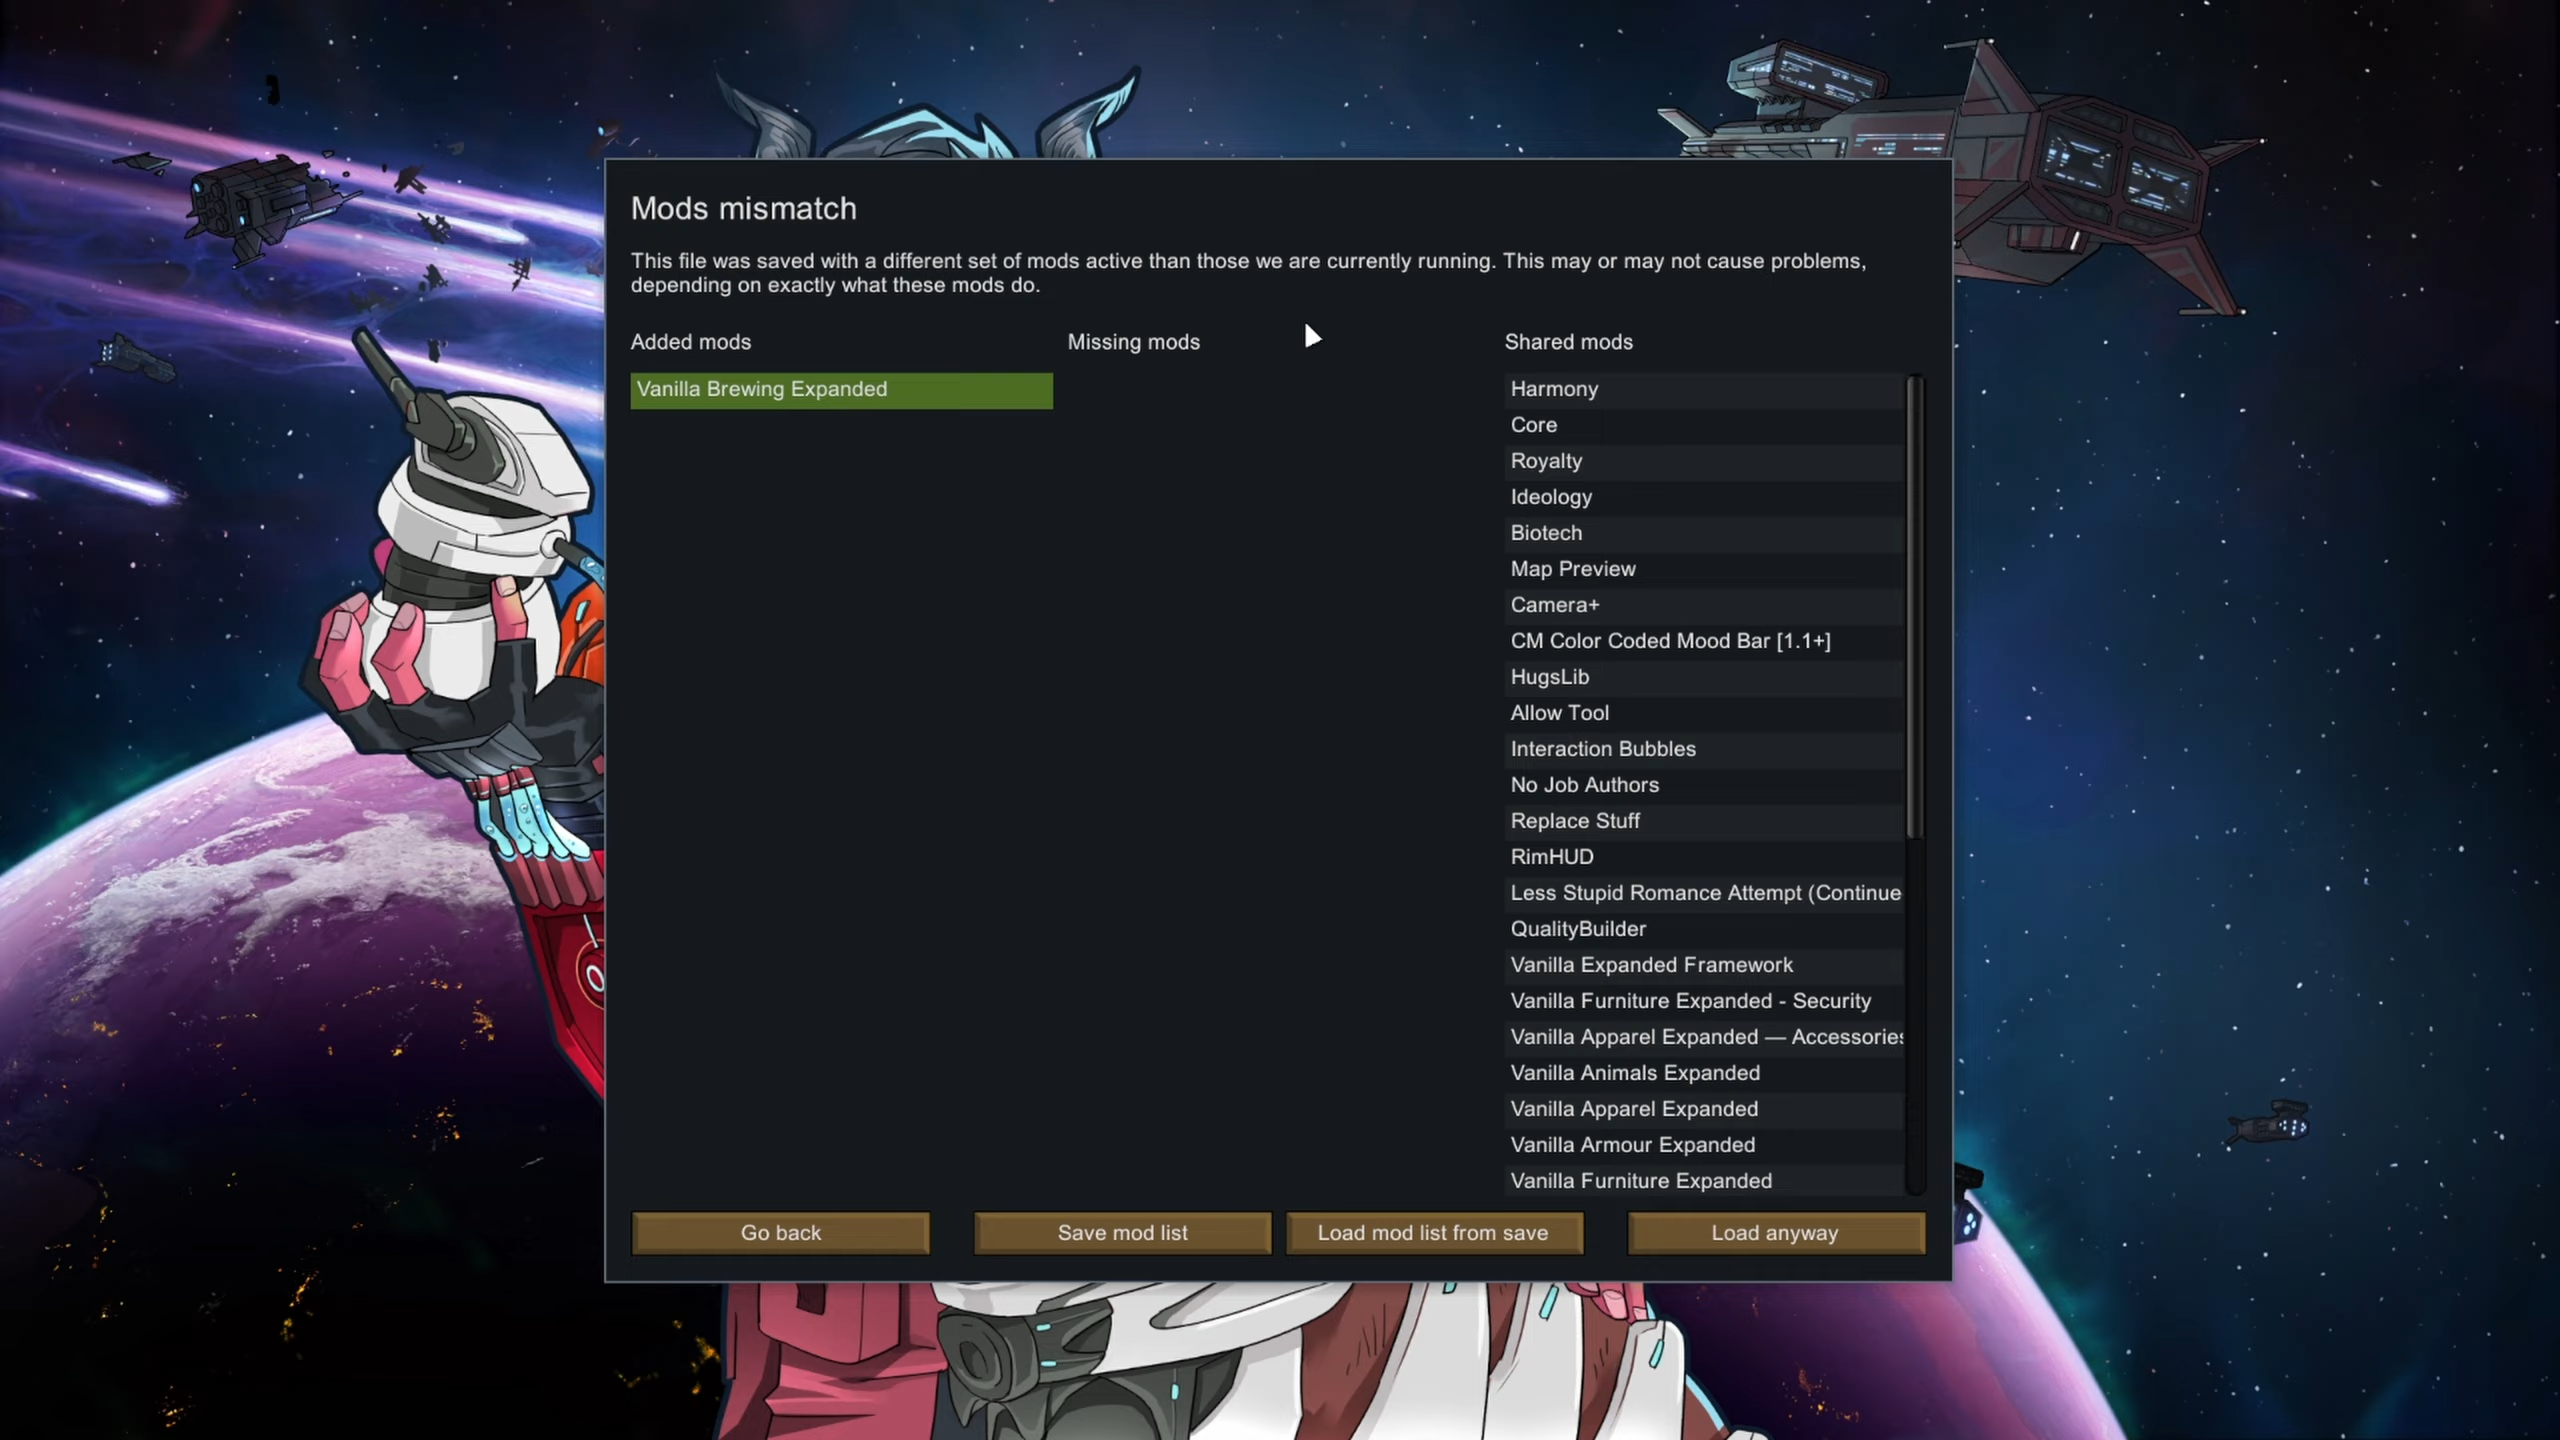 Mods mismatch
This file was saved with a different set of mods active than those we are currently running. This may or may not cause problems,
depending on exactly what these mods do.
Added mods
Missing mods
Shared mods
Vanilla Brewing Expanded
Harmony
Core
Royalty
Ideology
Biotech
Map Preview
Camera+
CM Color Coded Mood Bar [1.1+]
HugsLib
Allow Tool
Interaction Bubbles
No Job Authors
Replace Stuff
RimHUD
Less Stupid Romance Attempt (Continue
QualityBuilder
Vanilla Expanded Framework
Vanilla Furniture Expanded - Security
Vanilla Apparel Expanded — Accessories
Vanilla Animals Expanded
Vanilla Apparel Expanded
Vanilla Armour Expanded
Vanilla Furniture Expanded
Go back
Save mod list
Load mod list from save
Load anyway